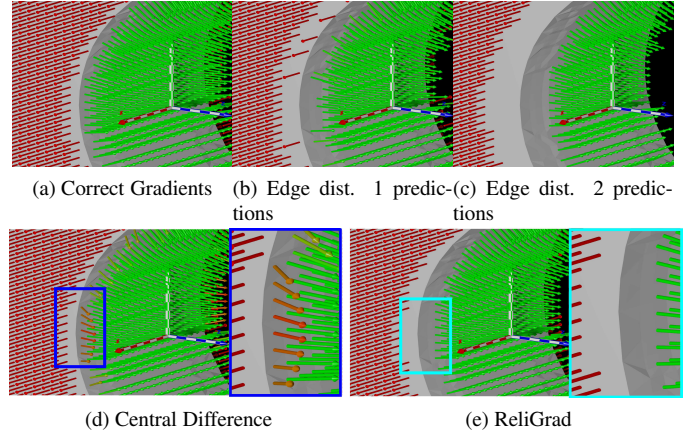 (a) Correct Gradients
(b) Edge dist. 1 predic-
tions
(c) Edge dist. 2 predic-
tions
(d) Central Difference
(e) ReliGrad